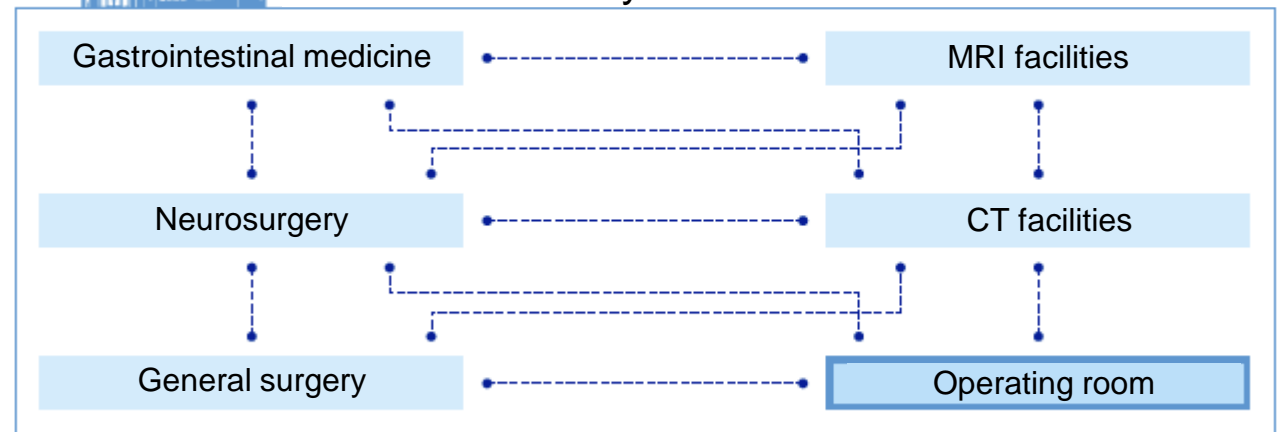 Gastrointestinal medicine
MRI facilities
Neurosurgery
CT facilities
General surgery
Operating room